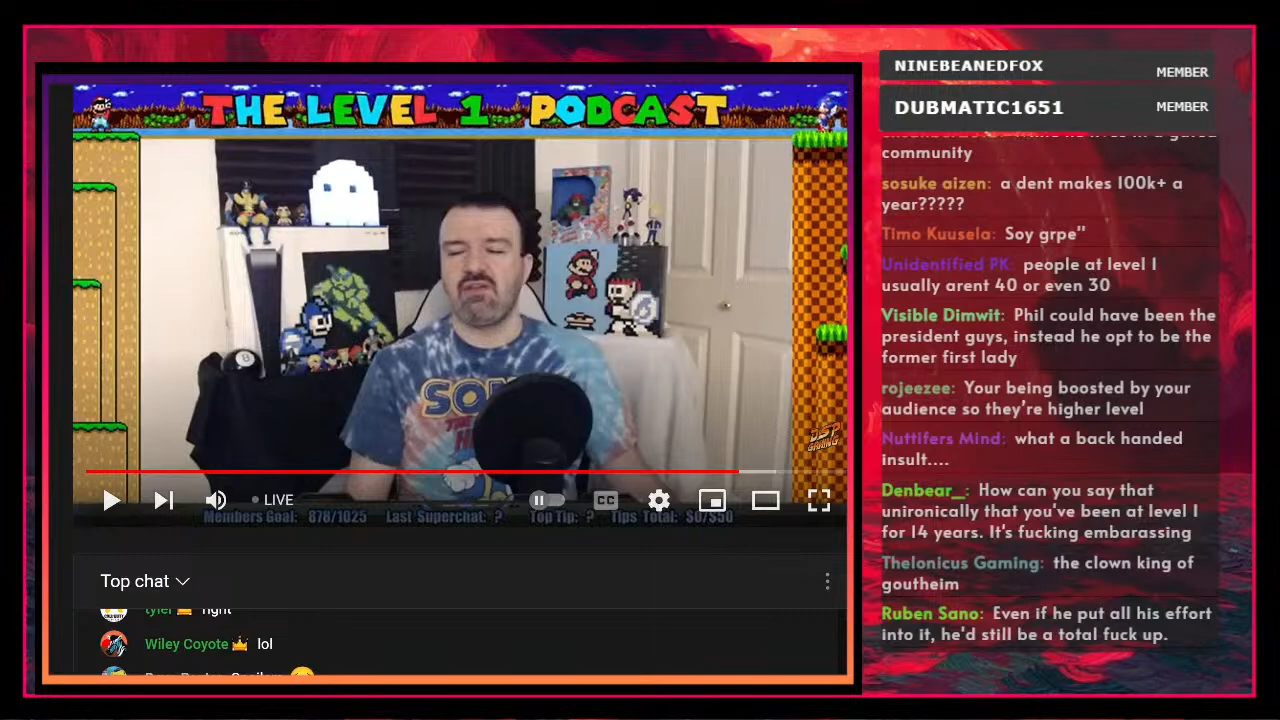 THE LEVEL 1 PODCAST
SON
DSP
GAMING
LIVE
CC
Members Goal: 878/1025 Last Superchat: ? Top Tip: ? Tips Total: $0/$50
Top chat
tyler right
Wiley Coyote lol
NINEBEANEDFOX MEMBER
DUBMATIC1651 MEMBER
community
sosuke aizen: a dent makes 100k+ a
year?????
Timo Kuusela: Soy grpe"
Unidentified PK: people at level 1
usually arent 40 or even 30
Visible Dimwit: Phil could have been the
president guys, instead he opt to be the
former first lady
rojeezee: Your being boosted by your
audience so they're higher level
Nuttifers Mind: what a back handed
insult....
Denbear_: How can you say that
unironically that you've been at level 1
for 14 years. It's fucking embarassing
Thelonicus Gaming: the clown king of
goutheim
Ruben Sano: Even if he put all his effort
into it, he'd still be a total fuck up.